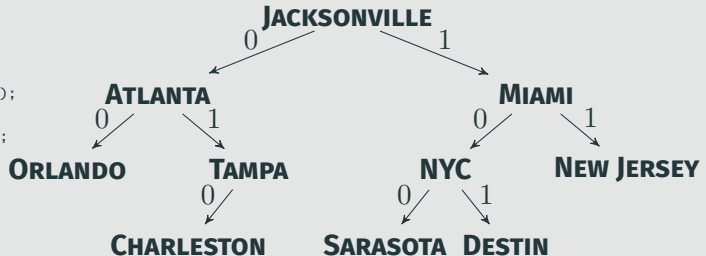 JACKSONVILLE
0 1
); ATLANTA MIAMI
0 1 0 1
;
ORLANDO TAMPA NYC NEW JERSEY
0 0 1
CHARLESTON SARASOTA DESTIN